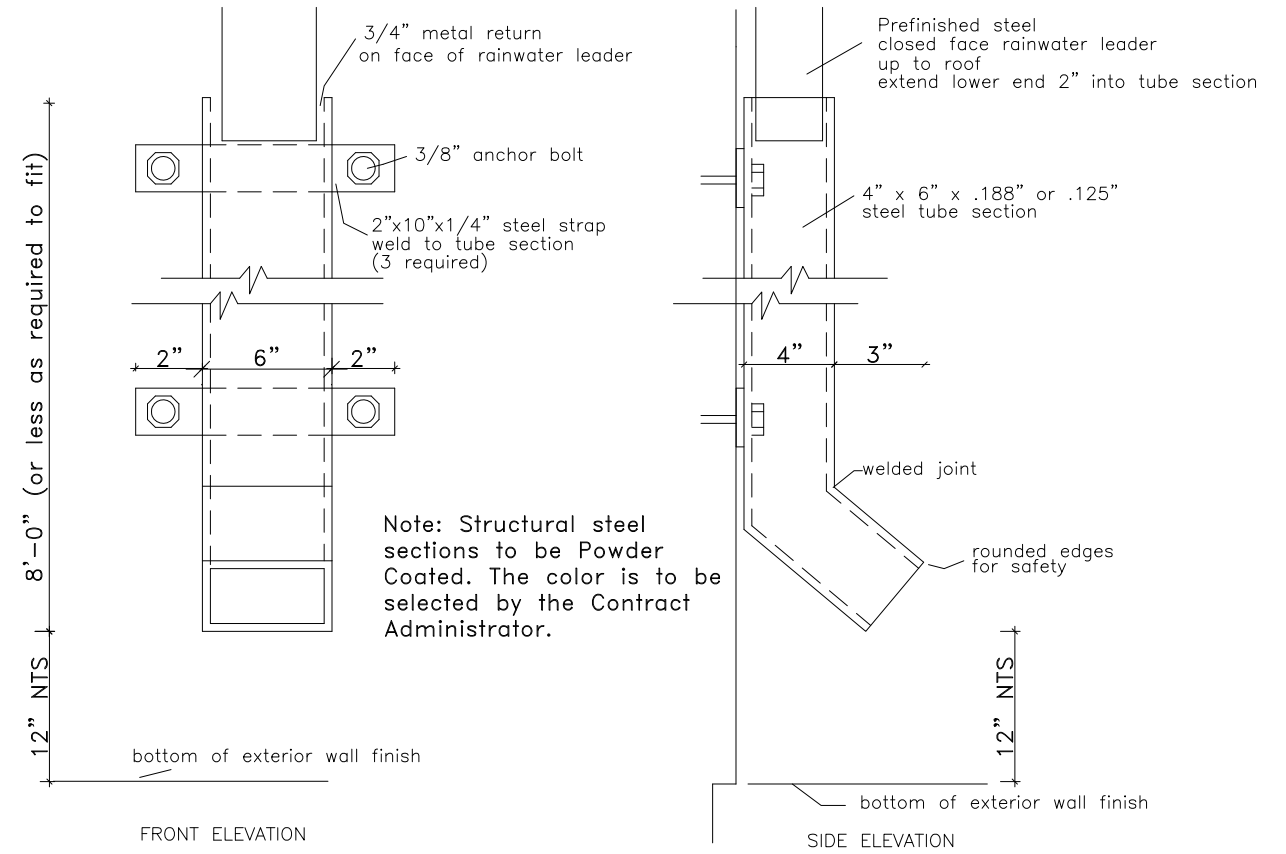 3/4" metal return
on face of rainwater leader
3/8" anchor bolt
2"x10"x1/4" steel strap
weld to tube section
(3 required)
8'-0" (or less as required to fit)
2"
6"
2"
12" NTS
bottom of exterior wall finish
FRONT ELEVATION
Note: Structural steel
sections to be Powder
Coated. The color is to be
selected by the Contract
Administrator.
Prefinished steel
closed face rainwater leader
up to roof
extend lower end 2" into tube section
4" x 6" x .188" or .125"
steel tube section
4"
3"
welded joint
rounded edges
for safety
12" NTS
bottom of exterior wall finish
SIDE ELEVATION